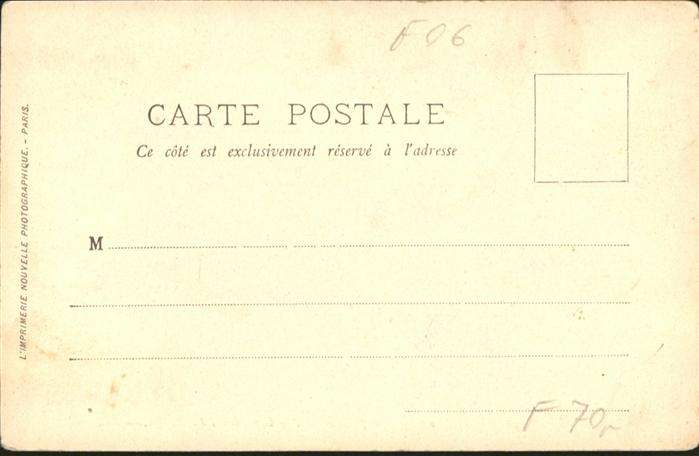 F 06
CARTE POSTALE
Ce côté est exclusivement réservé à l'adresse
M
L'IMPRIMERIE NOUVELLE PHOTOGRAPHIQUE. - PARIS.
F 70,-